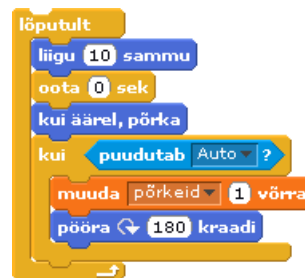 lõputult
liigu 10 sammu
oota 0 sek
kui äärel, põrka
kui puudutab Auto ?
muuda põrkeid 1 võrra
pööra 180 kraadi